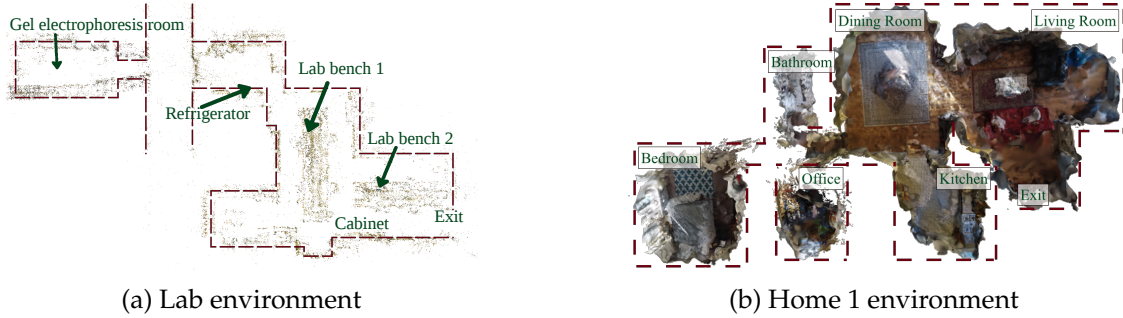 Gel electrophoresis room
Lab bench 1
Refrigerator
Lab bench 2
Cabinet
Exit
(a) Lab environment
Dining Room
Living Room
Bathroom
Bedroom
Office
Kitchen
Exit
(b) Home 1 environment